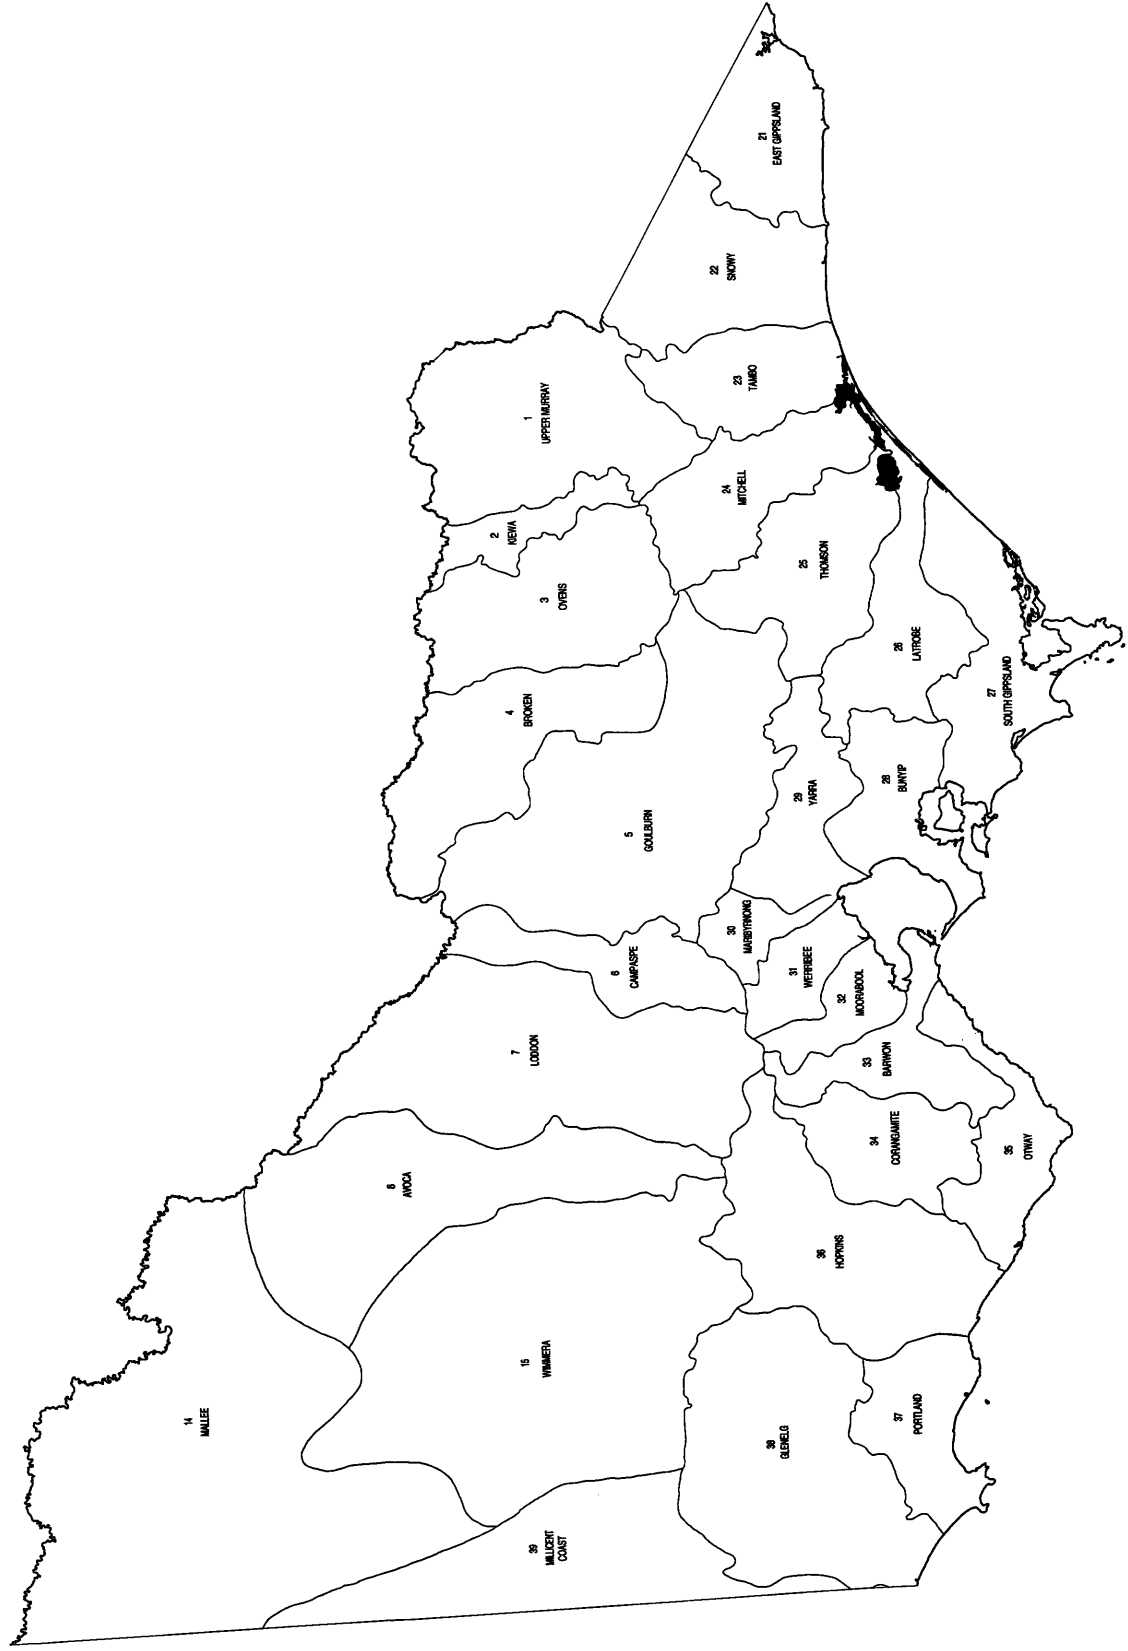 14
MALLEE
8
AVOCA
7
LODDON
15
WIMMERA
39
MILLICENT
COAST
6
CAMPASPE
5
GOULBURN
4
BROKEN
3
OVENS
2
KIEWA
1
UPPER MURRAY
38
GLENELG
37
PORTLAND
36
HOPKINS
35
OTWAY
34
CORANGAMITE
33
BARWON
32
MOORABOOL
31
WERRIBEE
30
MARIBYRNONG
29
YARRA
28
BUNYIP
27
SOUTH GIPPSLAND
26
LATROBE
25
THOMSON
24
MITCHELL
23
TAMBO
22
SNOWY
21
EAST GIPPSLAND